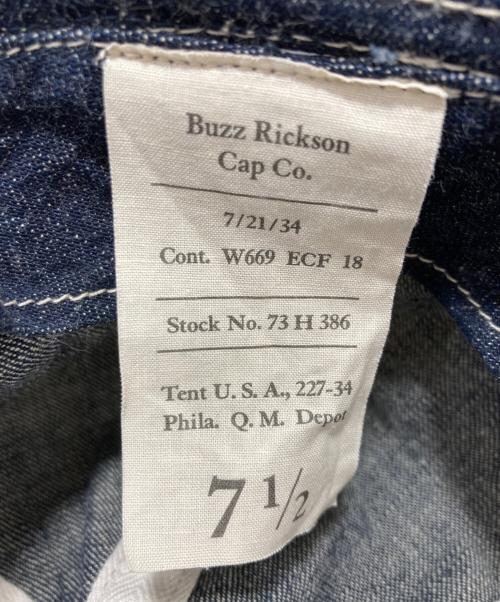 Buzz Rickson
Cap Co.
7/21/34
Cont. W669 ECF 18
Stock No. 73 H 386
Tent U. S. A., 227-34
Phila. Q. M. Depot
7 1/2